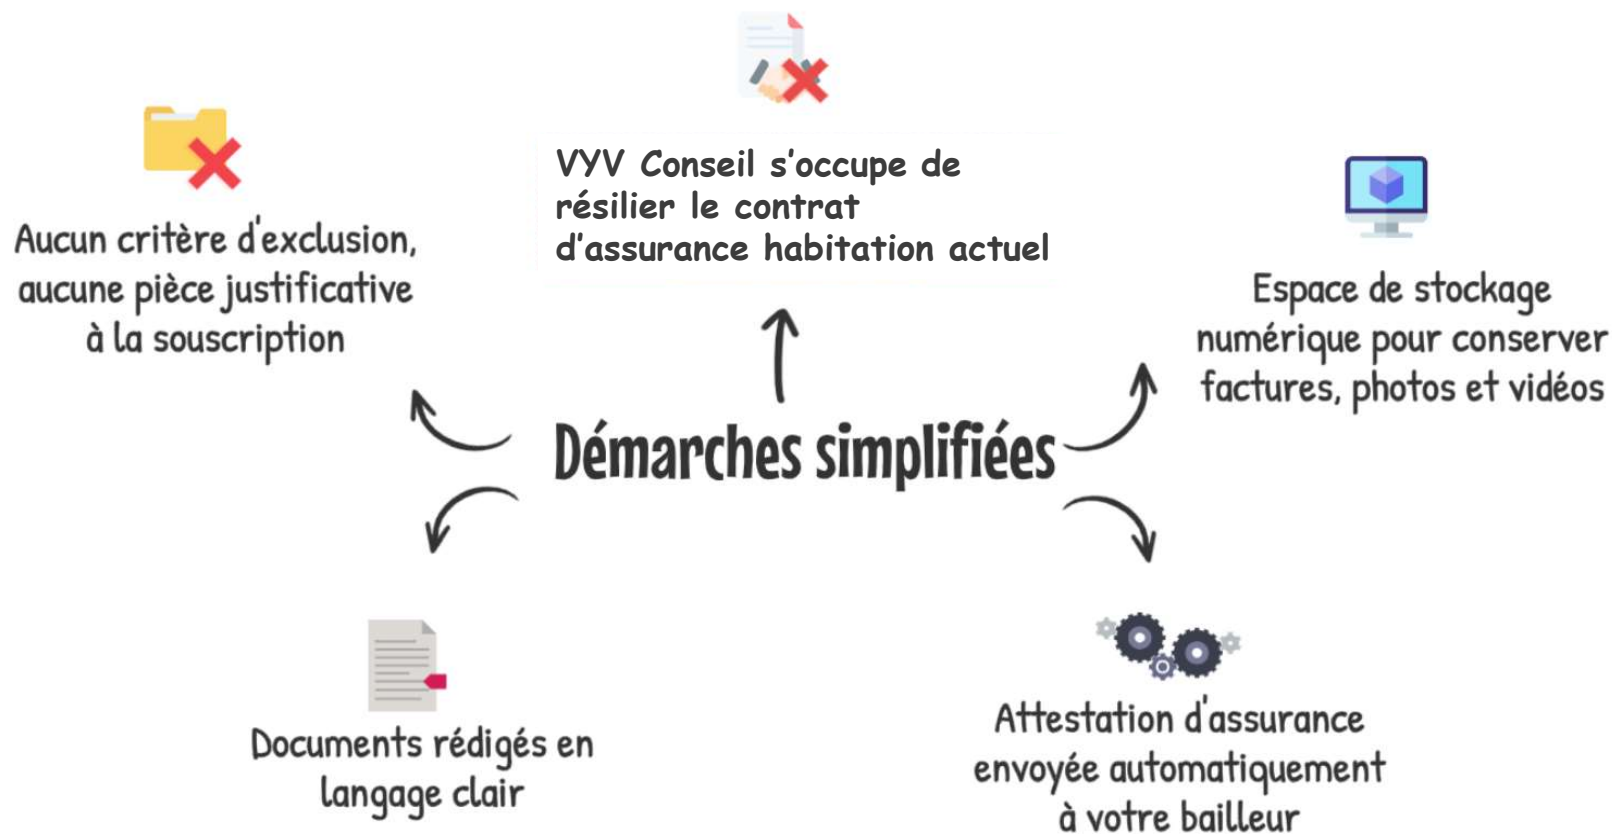 VYV Conseil s'occupe de
résilier le contrat
d'assurance habitation actuel
Aucun critère d'exclusion,
aucune pièce justificative
à la souscription
Espace de stockage
numérique pour conserver
factures, photos et vidéos
Démarches simplifiées
Documents rédigés en
langage clair
Attestation d'assurance
envoyée automatiquement
à votre bailleur